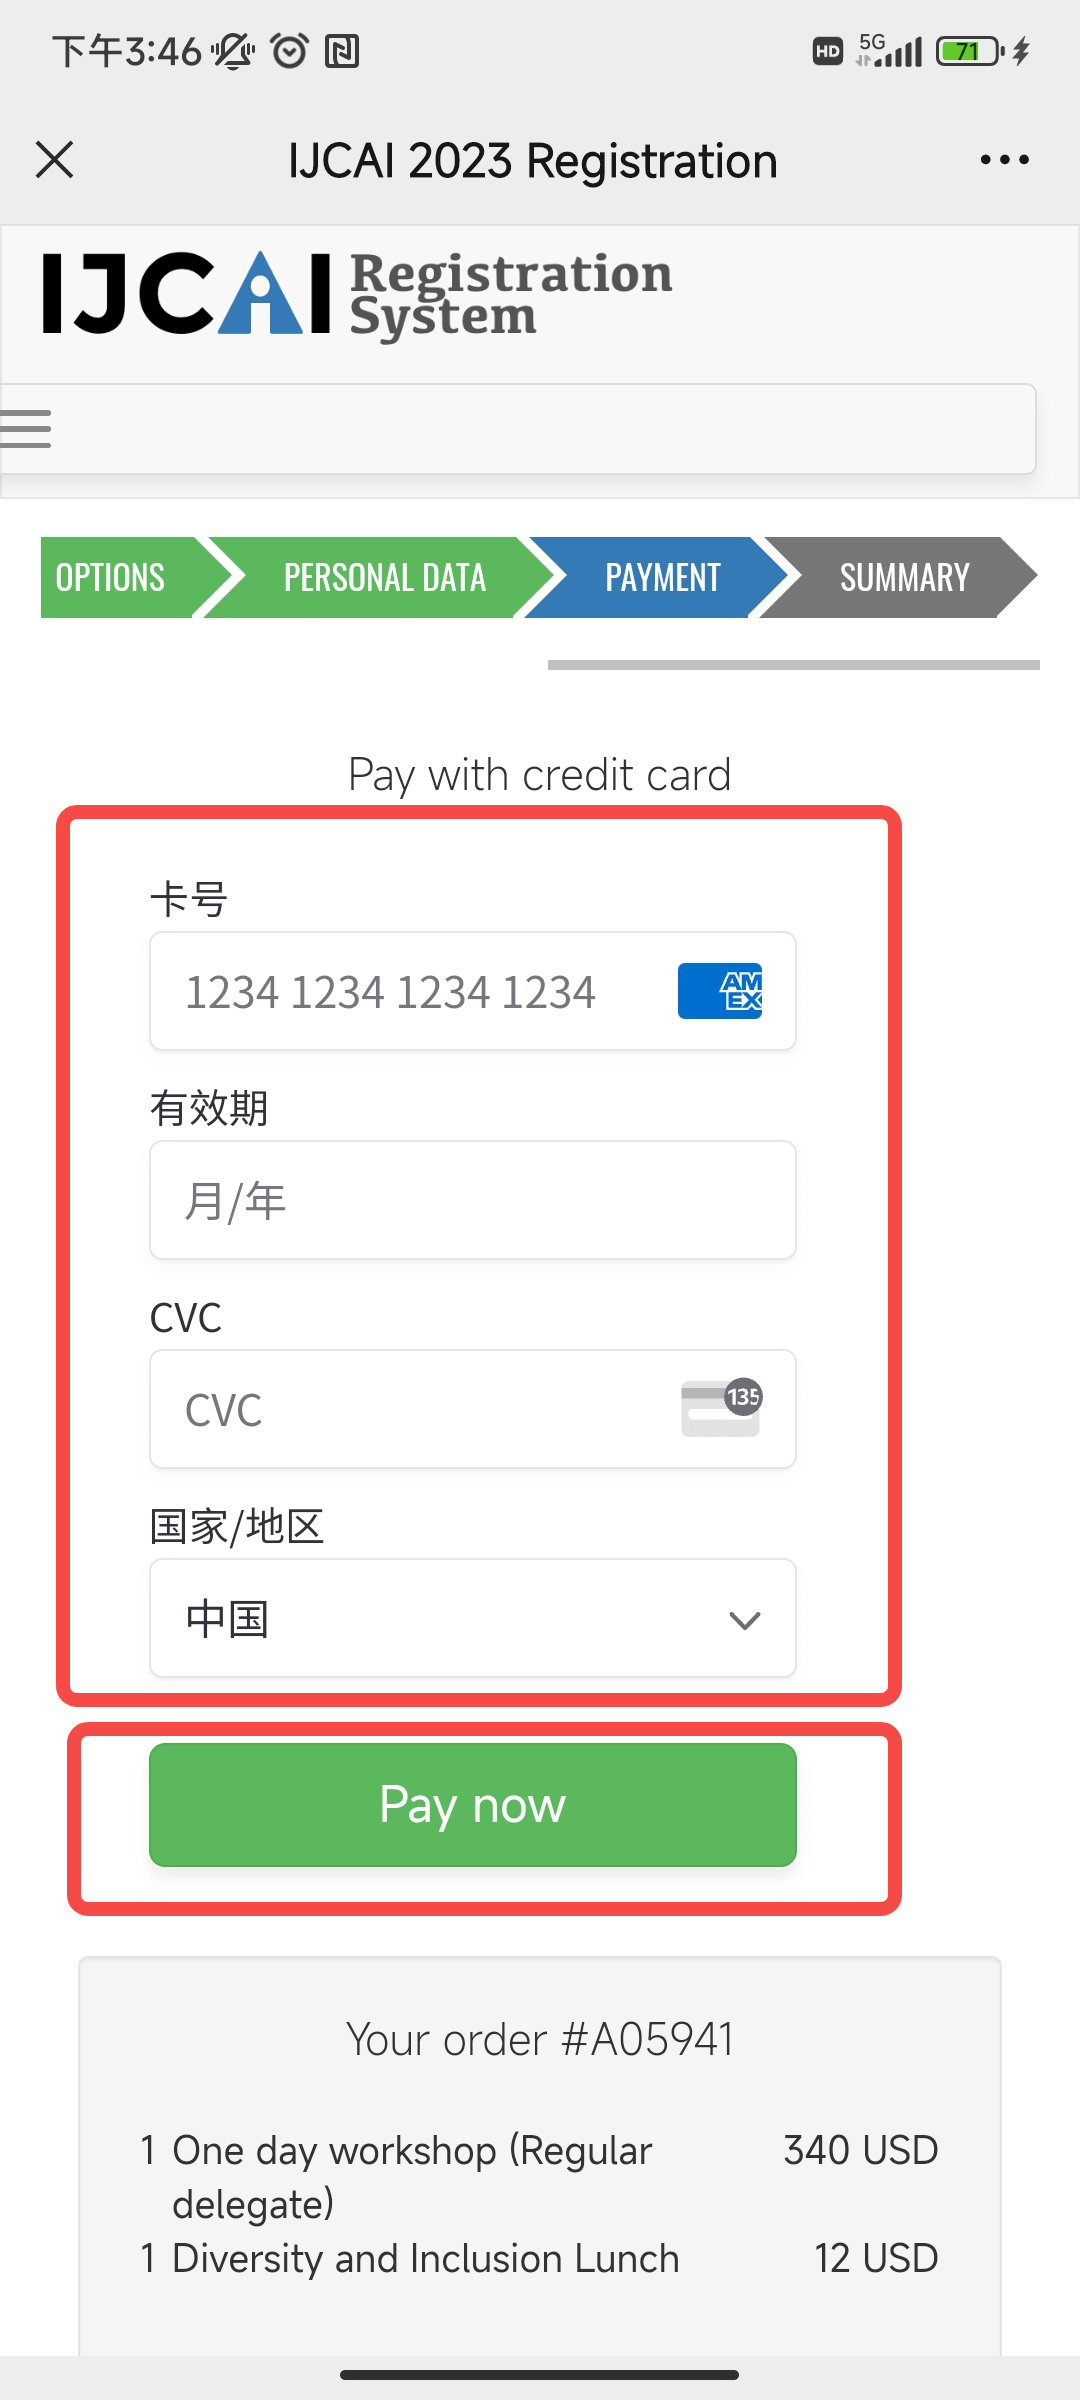 下午3:46
HD 5G 71
IJCAI 2023 Registration
IJCAI Registration
System
OPTIONS PERSONAL DATA PAYMENT SUMMARY
Pay with credit card
卡号
1234 1234 1234 1234 AMEX
有效期
月/年
CVC
CVC 135
国家/地区
中国
Pay now
Your order #A05941
1 One day workshop (Regular 340 USD
delegate)
1 Diversity and Inclusion Lunch 12 USD